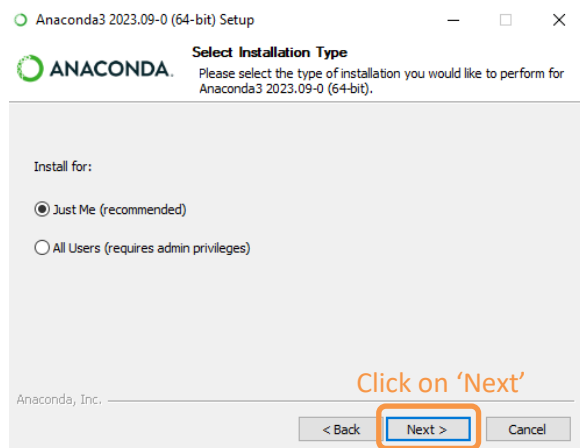 Anaconda3 2023.09-0 (64-bit) Setup
ANACONDA.
Select Installation Type
Please select the type of installation you would like to perform for
Anaconda3 2023.09-0 (64-bit).
Install for:
Just Me (recommended)
All Users (requires admin privileges)
Click on ‘Next’
Anaconda, Inc.
< Back
Next >
Cancel